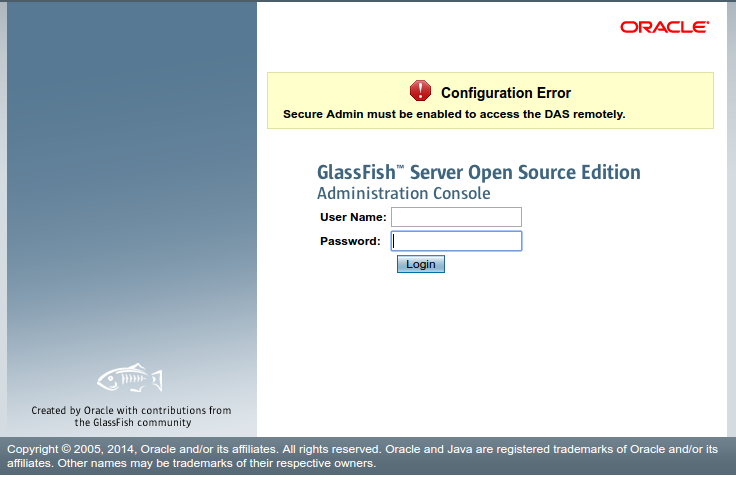 ORACLE
Configuration Error
Secure Admin must be enabled to access the DAS remotely.
GlassFish™ Server Open Source Edition
Administration Console
User Name:
Password:
Login
Created by Oracle with contributions from
the GlassFish community
Copyright © 2005, 2014, Oracle and/or its affiliates. All rights reserved. Oracle and Java are registered trademarks of Oracle and/or its
affiliates. Other names may be trademarks of their respective owners.